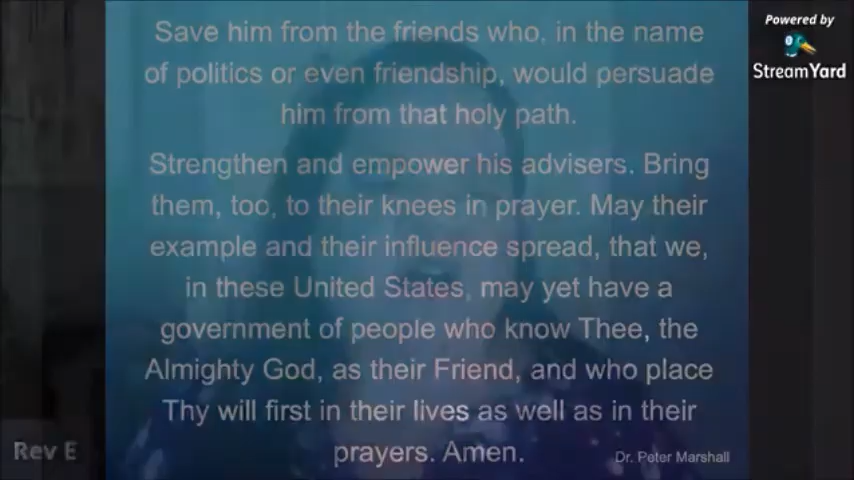 Save him from the friends who, in the name
of politics or even friendship, would persuade
him from that holy path.
Strengthen and empower his advisers. Bring
them, too, to their knees in prayer. May their
example and their influence spread, that we,
in these United States, may yet have a
government of people who know Thee, the
Almighty God, as their Friend, and who place
Thy will first in their lives as well as in their
prayers. Amen.
Dr. Peter Marshall
Rev E
Powered by
StreamYard